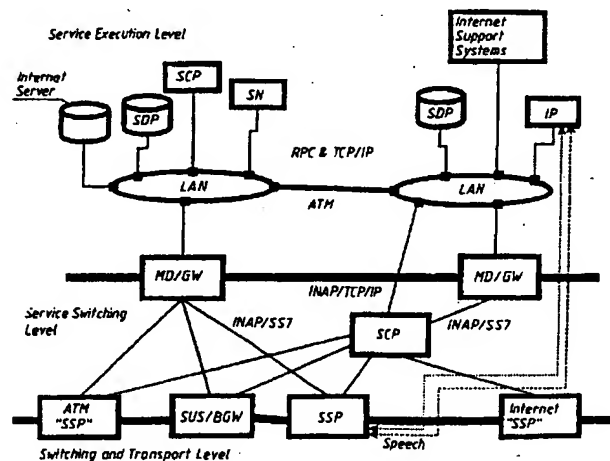 Service Execution Level
Internet
Support
Systems
Internet
Server
SCP
SDP
SN
SDP
IP
RPC & TCP/IP
LAN
ATM
LAN
MD/GW
INAP/TCP/IP
MD/GW
Service Switching
Level
INAP/SS7
SCP
INAP/SS7
ATM
"SSP"
SUS/BGW
SSP
Internet
"SSP"
Speech
Switching and Transport Level